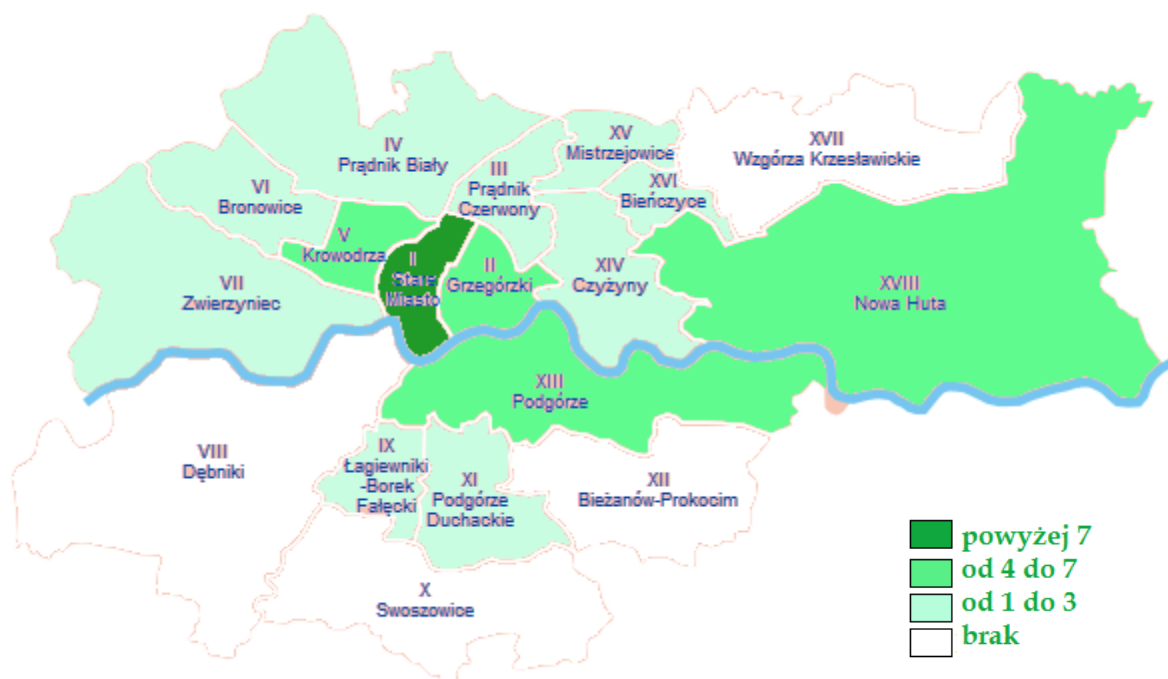 IV
Prądnik Biały
XV
Mistrzejowice
XVII
Wzgórza Krzesławickie
III
Prądnik
Czerwony
XVI
Bieńczyce
VI
Bronowice
V
Krowodrza
I
Stare
Miasto
II
Grzegórzki
XIV
Czyżyny
VII
Zwierzyniec
XVIII
Nowa Huta
XIII
Podgórze
VIII
Dębniki
IX
Łagiewniki
-Borek
Fałęcki
XI
Podgórze
Duchackie
XII
Bieżanów-Prokocim
X
Swoszowice
powyżej 7
od 4 do 7
od 1 do 3
brak